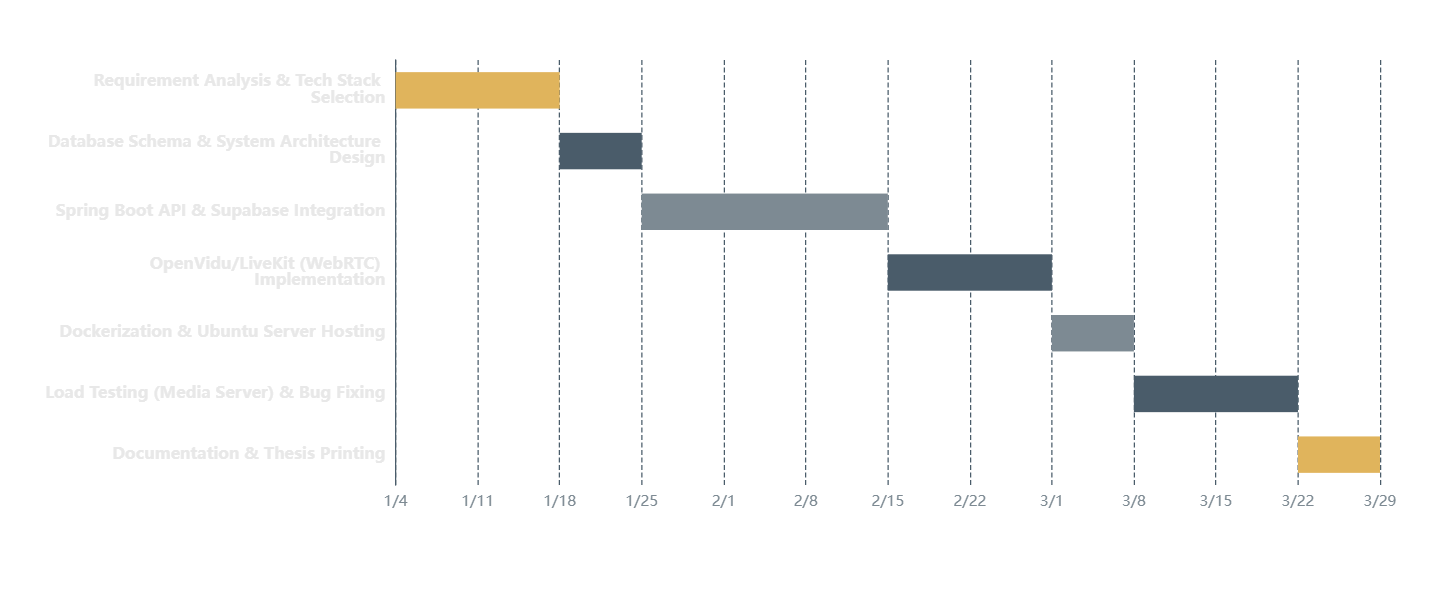 Requirement Analysis & Tech Stack
Selection
Database Schema & System Architecture
Design
Spring Boot API & Supabase Integration
OpenVidu/LiveKit (WebRTC)
Implementation
Dockerization & Ubuntu Server Hosting
Load Testing (Media Server) & Bug Fixing
Documentation & Thesis Printing
1/4 1/11 1/18 1/25 2/1 2/8 2/15 2/22 3/1 3/8 3/15 3/22 3/29